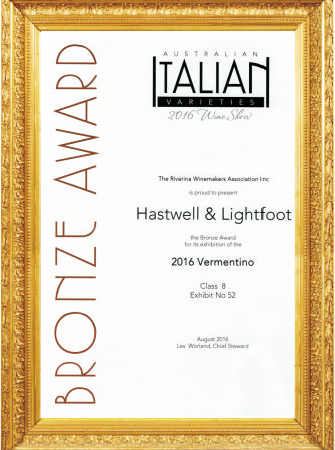 BRONZE AWARD
AUSTRALIAN
ITALIAN
VARIETIES
2016 Wine Show
The Riverina Winemakers Association Inc
is proud to present
Hastwell & Lightfoot
the Bronze Award
for its exhibition of the
2016 Vermentino
Class 8
Exhibit No 52
August 2016
Lea Worland, Chief Steward